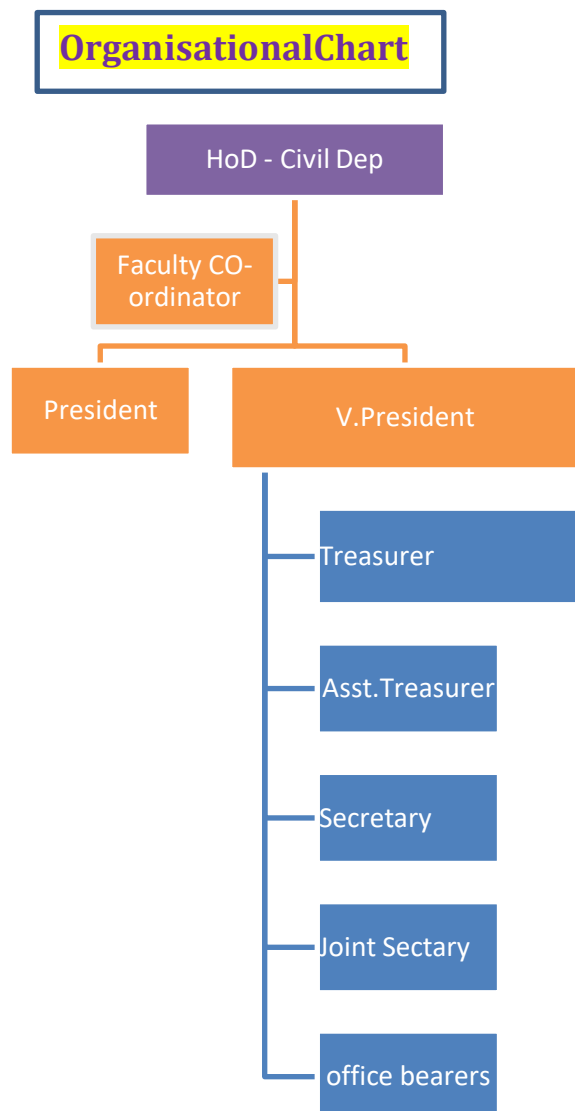 OrganisationalChart
HoD - Civil Dep
Faculty CO-
ordinator
President
V.President
Treasurer
Asst.Treasurer
Secretary
Joint Sectary
office bearers